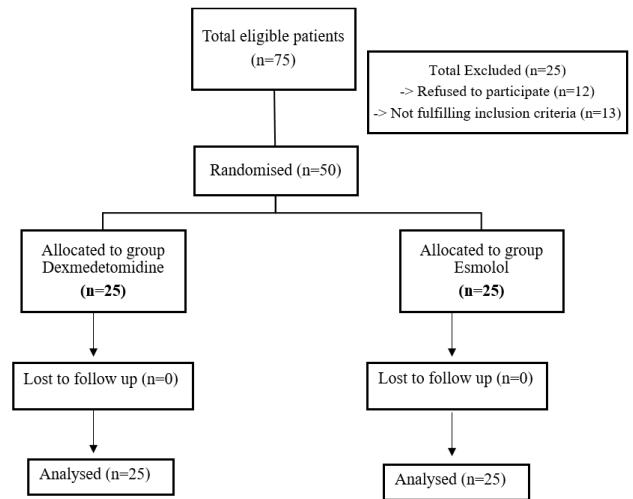 Total eligible patients
(n=75)
Total Excluded (n=25)
-> Refused to participate (n=12)
-> Not fulfilling inclusion criteria (n=13)
Randomised (n=50)
Allocated to group
Dexmedetomidine
(n=25)
Allocated to group
Esmolol
(n=25)
Lost to follow up (n=0)
Lost to follow up (n=0)
Analysed (n=25)
Analysed (n=25)